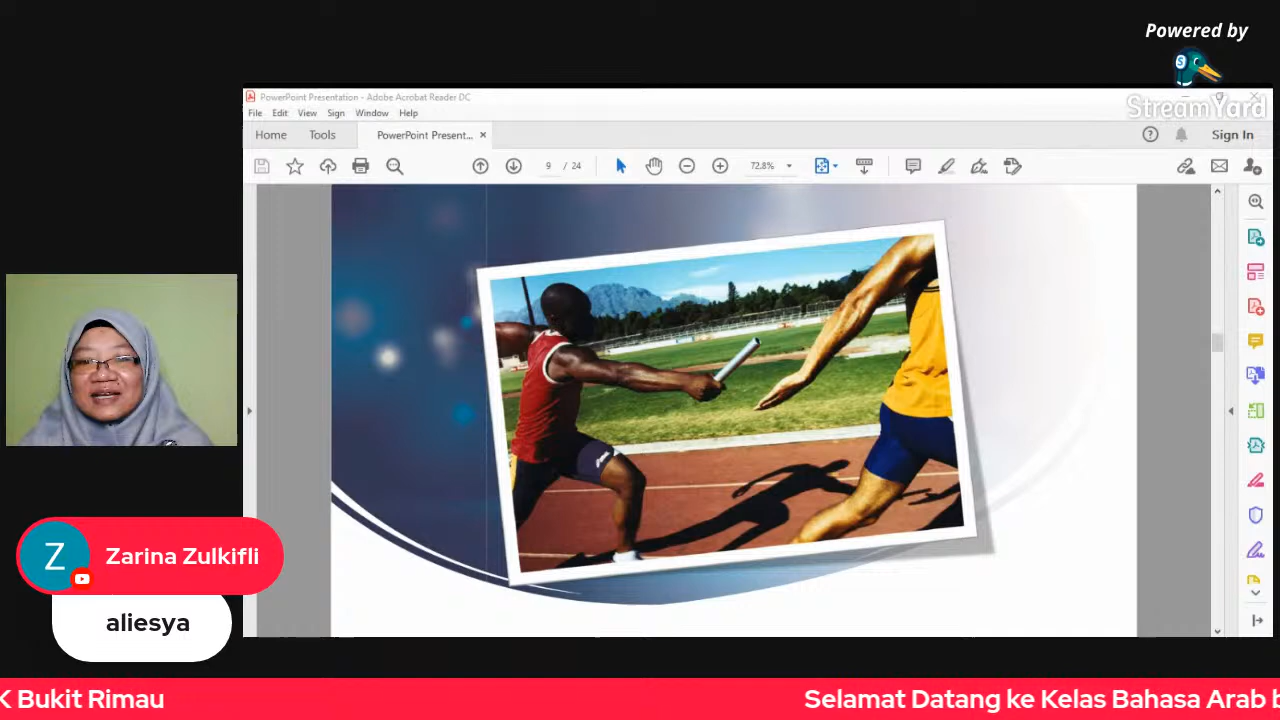 Powered by
StreamYard
PowerPoint Presentation - Adobe Acrobat Reader DC
File Edit View Sign Window Help
Home Tools PowerPoint Present... × Sign In
9 / 24 72.8%
Z Zarina Zulkifli
aliesya
K Bukit Rimau Selamat Datang ke Kelas Bahasa Arab b